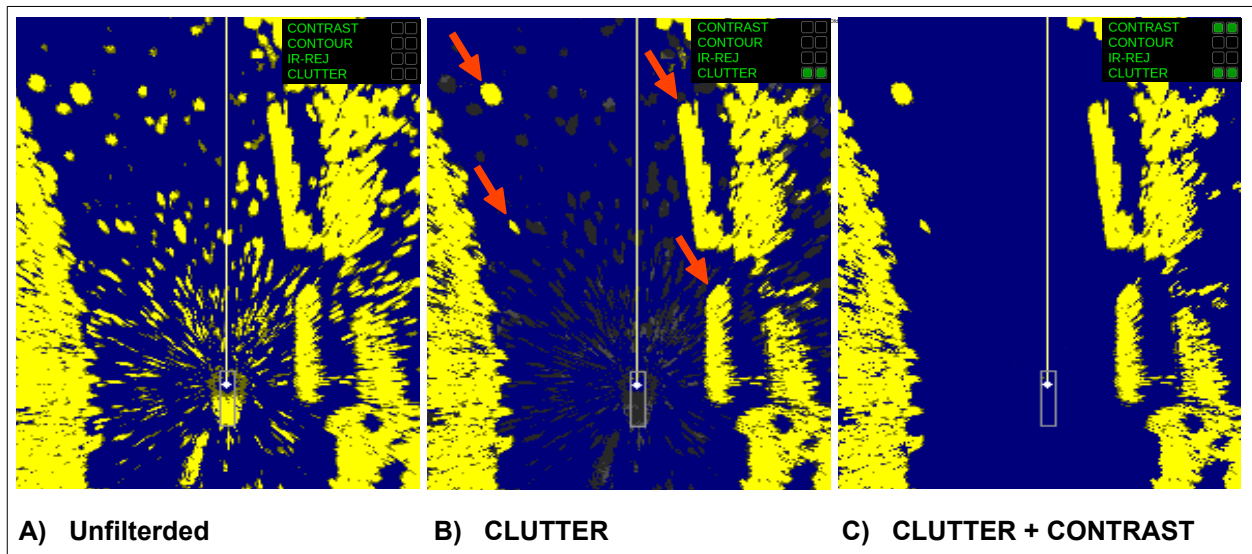 CONTRAST
CONTOUR
IR-REJ
CLUTTER
CONTRAST
CONTOUR
IR-REJ
CLUTTER
CONTRAST
CONTOUR
IR-REJ
CLUTTER
A) Unfilterded
B) CLUTTER
C) CLUTTER + CONTRAST